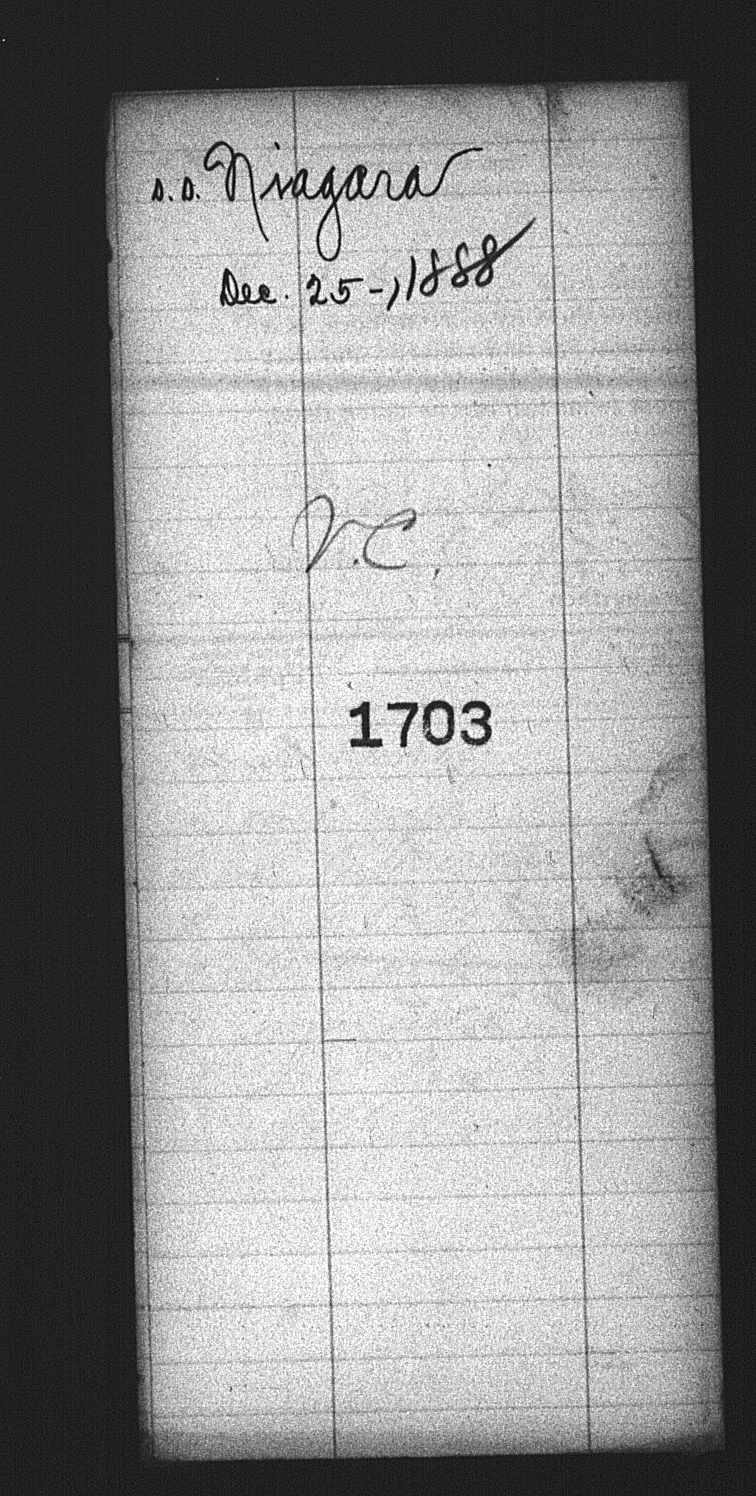 s.s. Niagara
Dec. 25-, 1888
V.C.
1703